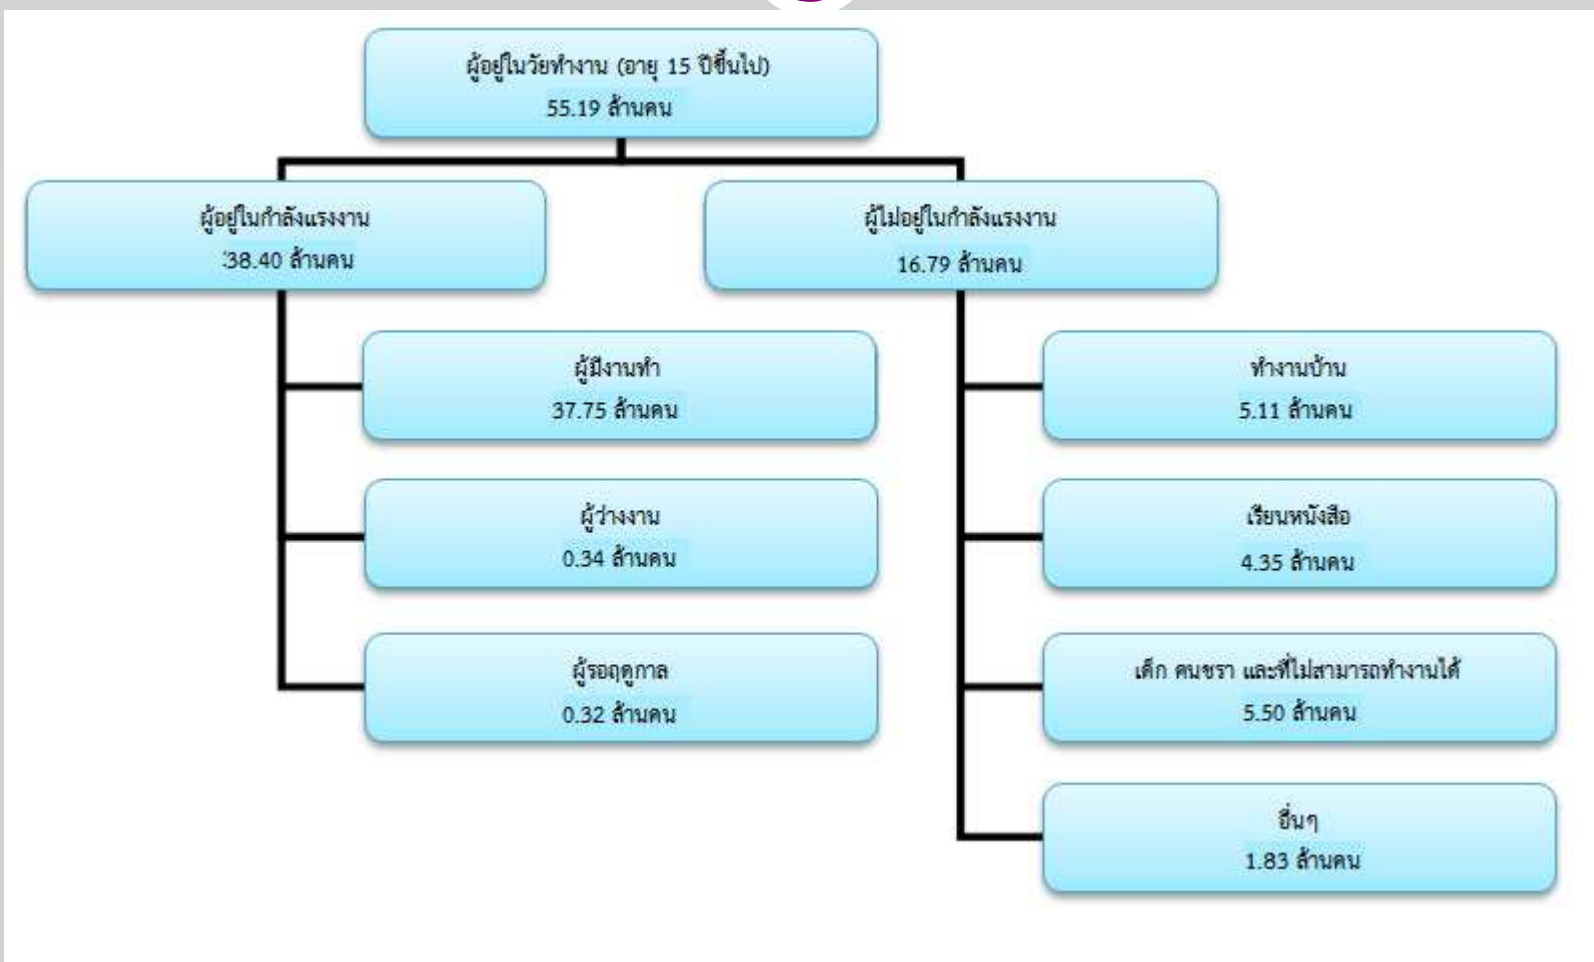 ผู้อยู่ในวัยทำงาน (อายุ 15 ปีขึ้นไป)
55.19 ล้านคน
ผู้อยู่ในกำลังแรงงาน
38.40 ล้านคน
ผู้ไม่อยู่ในกำลังแรงงาน
16.79 ล้านคน
ผู้มีงานทำ
37.75 ล้านคน
ผู้ว่างงาน
0.34 ล้านคน
ผู้รอฤดูกาล
0.32 ล้านคน
ทำงานบ้าน
5.11 ล้านคน
เรียนหนังสือ
4.35 ล้านคน
เด็ก คนชรา และที่ไม่สามารถทำงานได้
5.50 ล้านคน
อื่นๆ
1.83 ล้านคน